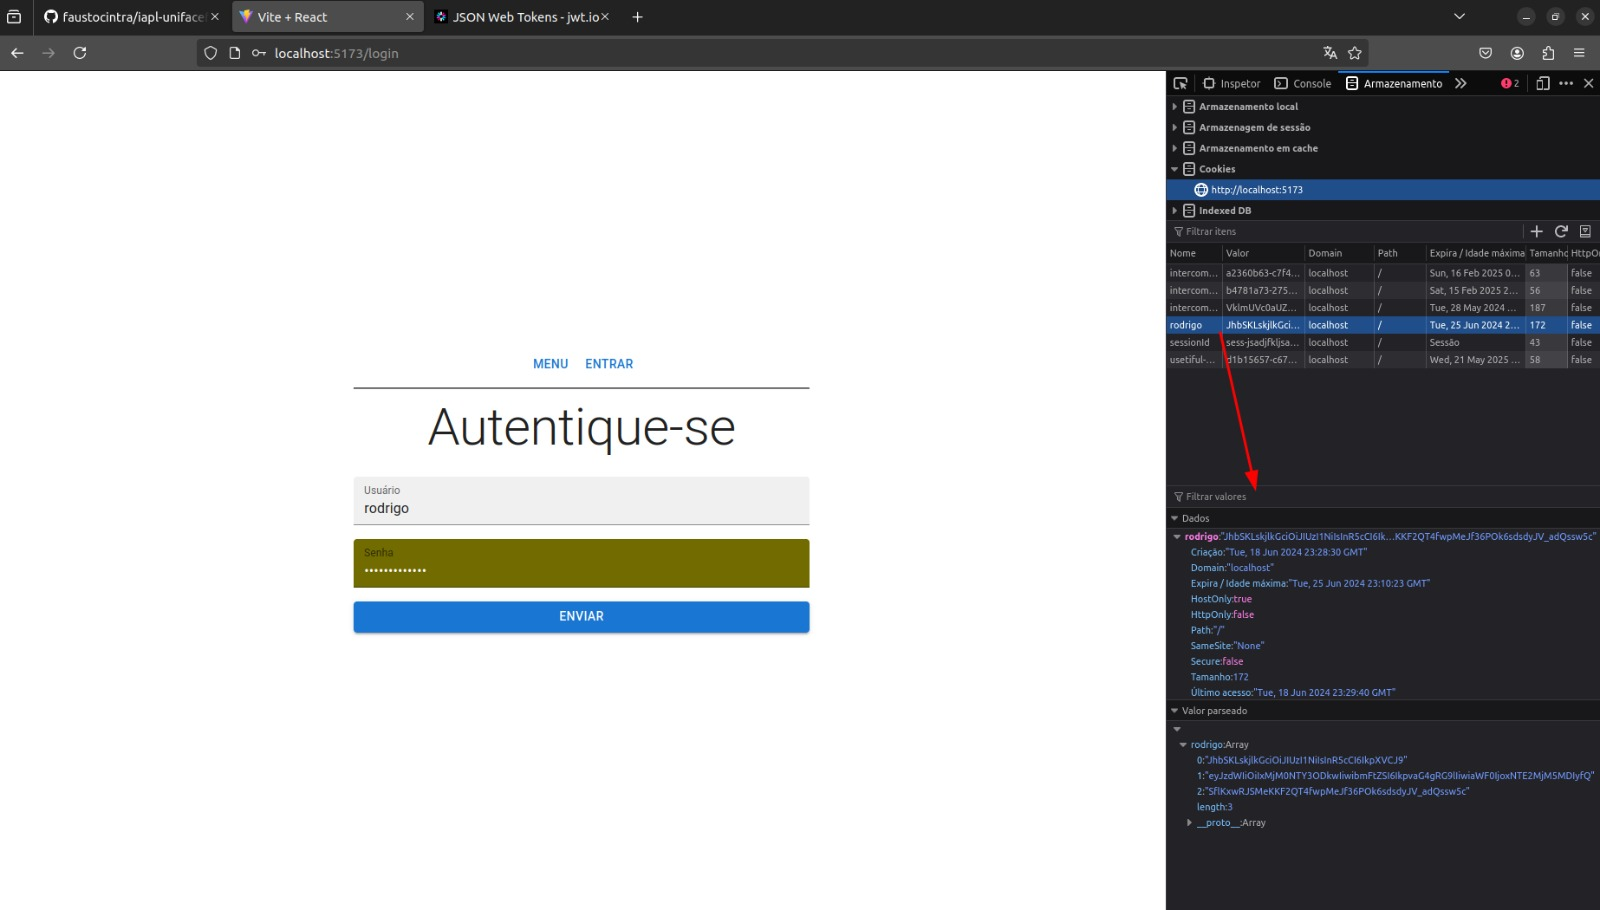 faustocintra/iapl-uniface
Vite + React
JSON Web Tokens - jwt.io
localhost:5173/login
Inspetor
Console
Armazenamento
2
Armazenamento local
Armazenagem de sessão
Armazenamento em cache
Cookies
http://localhost:5173
Indexed DB
Filtrar itens
Nome Valor Domain Path Expira / Idade máxima Tamanho HttpO
intercom... a2360b63-c7f4... localhost / Sun, 16 Feb 2025 0... 63 false
intercom... b4781a73-275... localhost / Sat, 15 Feb 2025 2... 56 false
intercom... VklmUVc0aUZ... localhost / Tue, 28 May 2024 ... 187 false
rodrigo JhbSKLskjlkGci... localhost / Tue, 25 Jun 2024 2... 172 false
sessionId sess-jsadjfkljsa... localhost / Sessão 43 false
usetiful-... d1b15657-c67... localhost / Wed, 21 May 2025 ... 58 false
MENU ENTRAR
Autentique-se
Usuário
rodrigo
Senha
•••••••••••••
ENVIAR
Filtrar valores
Dados
rodrigo:"JhbSKLskjlkGciOiJIUzI1NiIsInR5cCI6Ik...KKF2QT4fwpMeJf36POk6sdsdyJV_adQssw5c"
Criação:"Tue, 18 Jun 2024 23:28:30 GMT"
Domain:"localhost"
Expira / Idade máxima:"Tue, 25 Jun 2024 23:10:23 GMT"
HostOnly:true
HttpOnly:false
Path:"/"
SameSite:"None"
Secure:false
Tamanho:172
Último acesso:"Tue, 18 Jun 2024 23:29:40 GMT"
Valor parseado
rodrigo:Array
0:"JhbSKLskjlkGciOiJIUzI1NiIsInR5cCI6IkpXVCJ9"
1:"eyJzdWIiOiIxMjM0NTY3ODkwIiwibmFtZSI6IkpvaG4gRG9lIiwiaWF0IjoxNTE2MjM5MDIyfQ"
2:"SflKxwRJSMeKKF2QT4fwpMeJf36POk6sdsdyJV_adQssw5c"
length:3
__proto__:Array